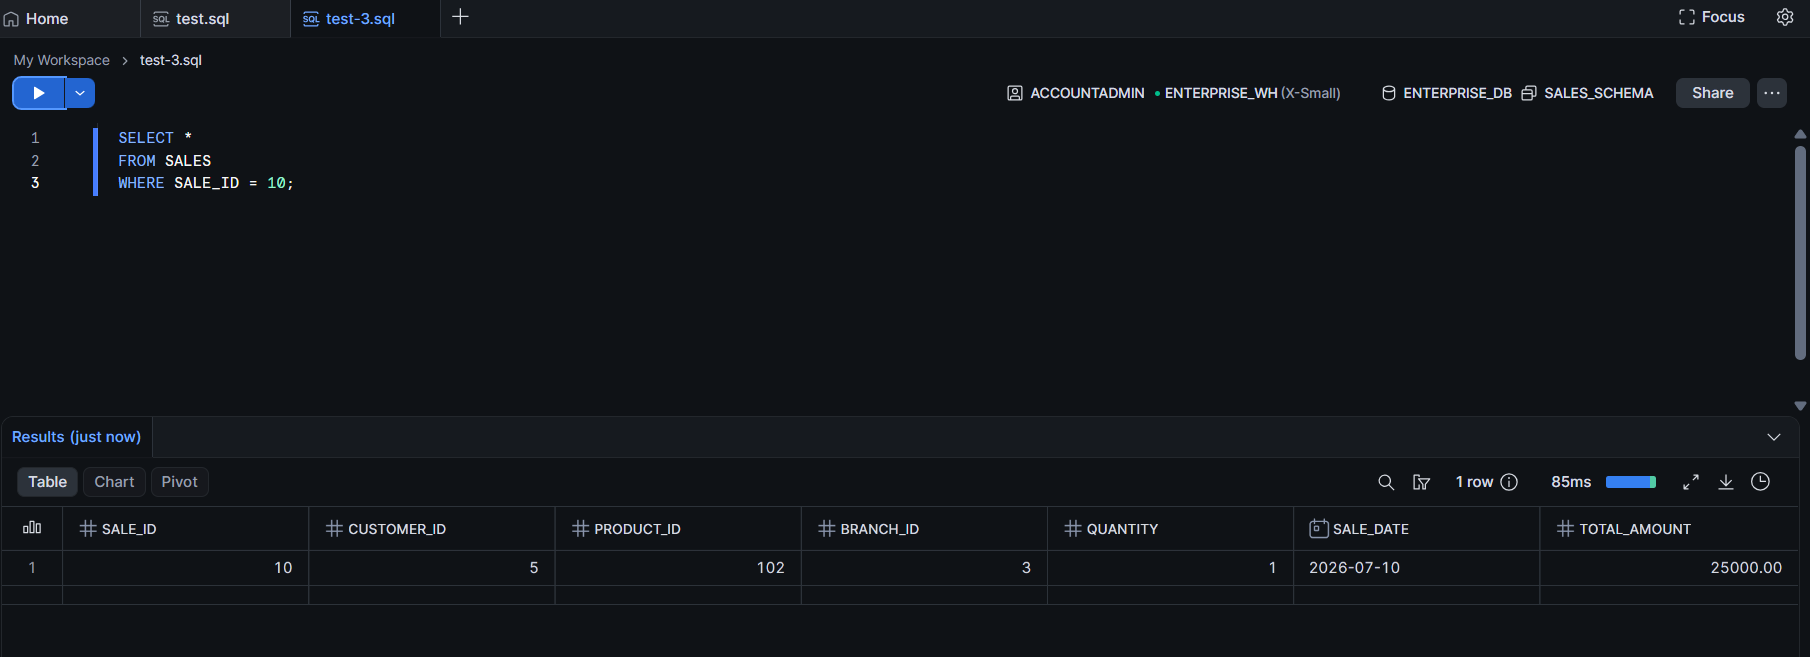 Home
SQL test.sql
SQL test-3.sql
Focus
My Workspace > test-3.sql
ACCOUNTADMIN ENTERPRISE_WH (X-Small) ENTERPRISE_DB SALES_SCHEMA Share
1 SELECT *
2 FROM SALES
3 WHERE SALE_ID = 10;
Results (just now)
Table Chart Pivot 1 row 85ms
SALE_ID CUSTOMER_ID PRODUCT_ID BRANCH_ID QUANTITY SALE_DATE TOTAL_AMOUNT
1 10 5 102 3 1 2026-07-10 25000.00